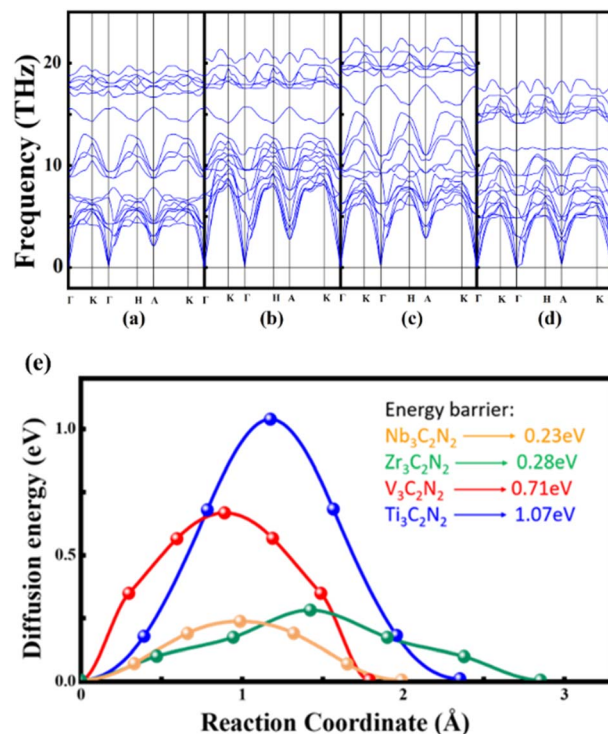 20
10
0
Frequency (THz)
Γ K Γ H A K Γ K Γ H A K Γ K Γ H A K Γ K Γ H A K
(a) (b) (c) (d)
(e)
Energy barrier:
Nb₃C₂N₂ → 0.23eV
Zr₃C₂N₂ → 0.28eV
V₃C₂N₂ → 0.71eV
Ti₃C₂N₂ → 1.07eV
1.0
0.5
0.0
Diffusion energy (eV)
0 1 2 3
Reaction Coordinate (Å)